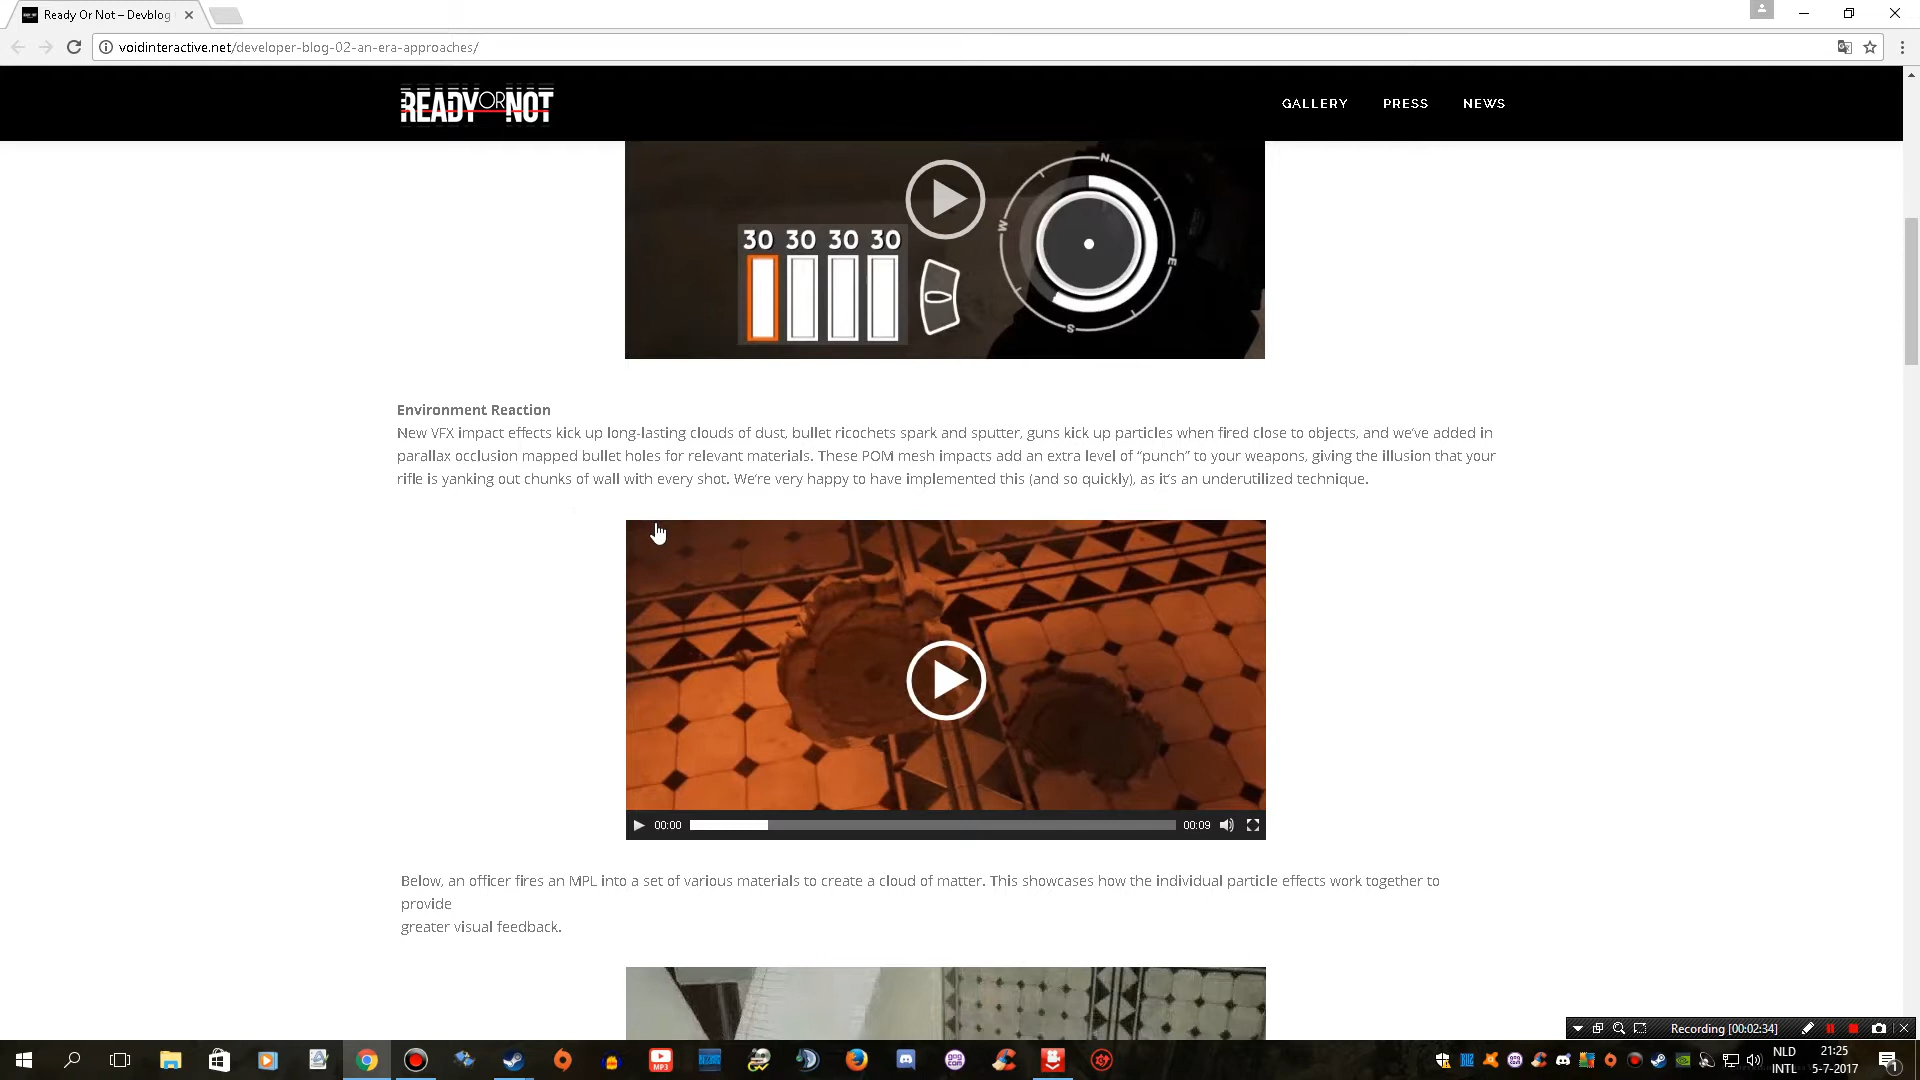 Ready Or Not – Devblog
voidinteractive.net/developer-blog-02-an-era-approaches/
READY OR NOT
GALLERY
PRESS
NEWS
30 30 30 30
N
W
E
S
Environment Reaction
New VFX impact effects kick up long-lasting clouds of dust, bullet ricochets spark and sputter, guns kick up particles when fired close to objects, and we’ve added in
parallax occlusion mapped bullet holes for relevant materials. These POM mesh impacts add an extra level of “punch” to your weapons, giving the illusion that your
rifle is yanking out chunks of wall with every shot. We’re very happy to have implemented this (and so quickly), as it’s an underutilized technique.
00:00
00:09
Below, an officer fires an MPL into a set of various materials to create a cloud of matter. This showcases how the individual particle effects work together to
provide
greater visual feedback.
Recording [00:02:34]
MP3
gog
com
NLD
INTL
21:25
5-7-2017
1